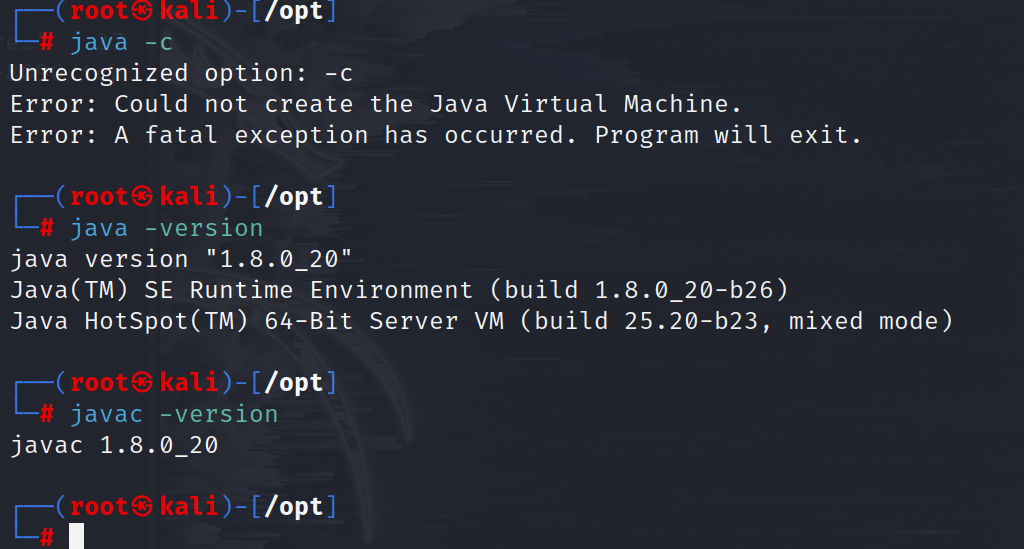 ┌──(root㉿kali)-[/opt]
└─# java -c
Unrecognized option: -c
Error: Could not create the Java Virtual Machine.
Error: A fatal exception has occurred. Program will exit.
┌──(root㉿kali)-[/opt]
└─# java -version
java version "1.8.0_20"
Java(TM) SE Runtime Environment (build 1.8.0_20-b26)
Java HotSpot(TM) 64-Bit Server VM (build 25.20-b23, mixed mode)
┌──(root㉿kali)-[/opt]
└─# javac -version
javac 1.8.0_20
┌──(root㉿kali)-[/opt]
└─#